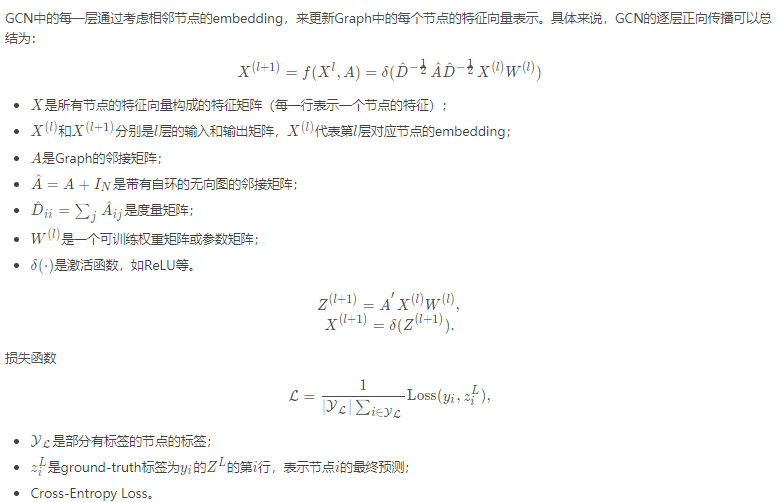 GCN中的每一层通过考虑相邻节点的embedding，来更新Graph中的每个节点的特征向量表示。具体来说，GCN的逐层正向传播可以总
结为：
$X^{(l+1)} = f(X^{l}, A) = \delta(\hat{D}^{-\frac{1}{2}} \hat{A} \hat{D}^{-\frac{1}{2}} X^{(l)} W^{(l)})$
• $X$是所有节点的特征向量构成的特征矩阵（每一行表示一个节点的特征）；
• $X^{(l)}$和$X^{(l+1)}$分别是$l$层的输入和输出矩阵，$X^{(l)}$代表第$l$层对应节点的embedding；
• $A$是Graph的邻接矩阵；
• $\hat{A} = A + I_N$是带有自环的无向图的邻接矩阵；
• $\hat{D}_{ii} = \sum_j \hat{A}_{ij}$是度量矩阵；
• $W^{(l)}$是一个可训练权重矩阵或参数矩阵；
• $\delta(\cdot)$是激活函数，如ReLU等。
$Z^{(l+1)} = A' X^{(l)} W^{(l)},$
$X^{(l+1)} = \delta(Z^{(l+1)}).$
损失函数
$\mathcal{L} = \frac{1}{|\mathcal{Y}_{\mathcal{L}}| \sum_{i \in \mathcal{Y}_{\mathcal{L}}}} \text{Loss}(y_i, z_i^L),$
• $\mathcal{Y}_{\mathcal{L}}$是部分有标签的节点的标签；
• $z_i^L$是ground-truth标签为$y_i$的$Z^L$的第$i$行，表示节点$i$的最终预测；
• Cross-Entropy Loss。